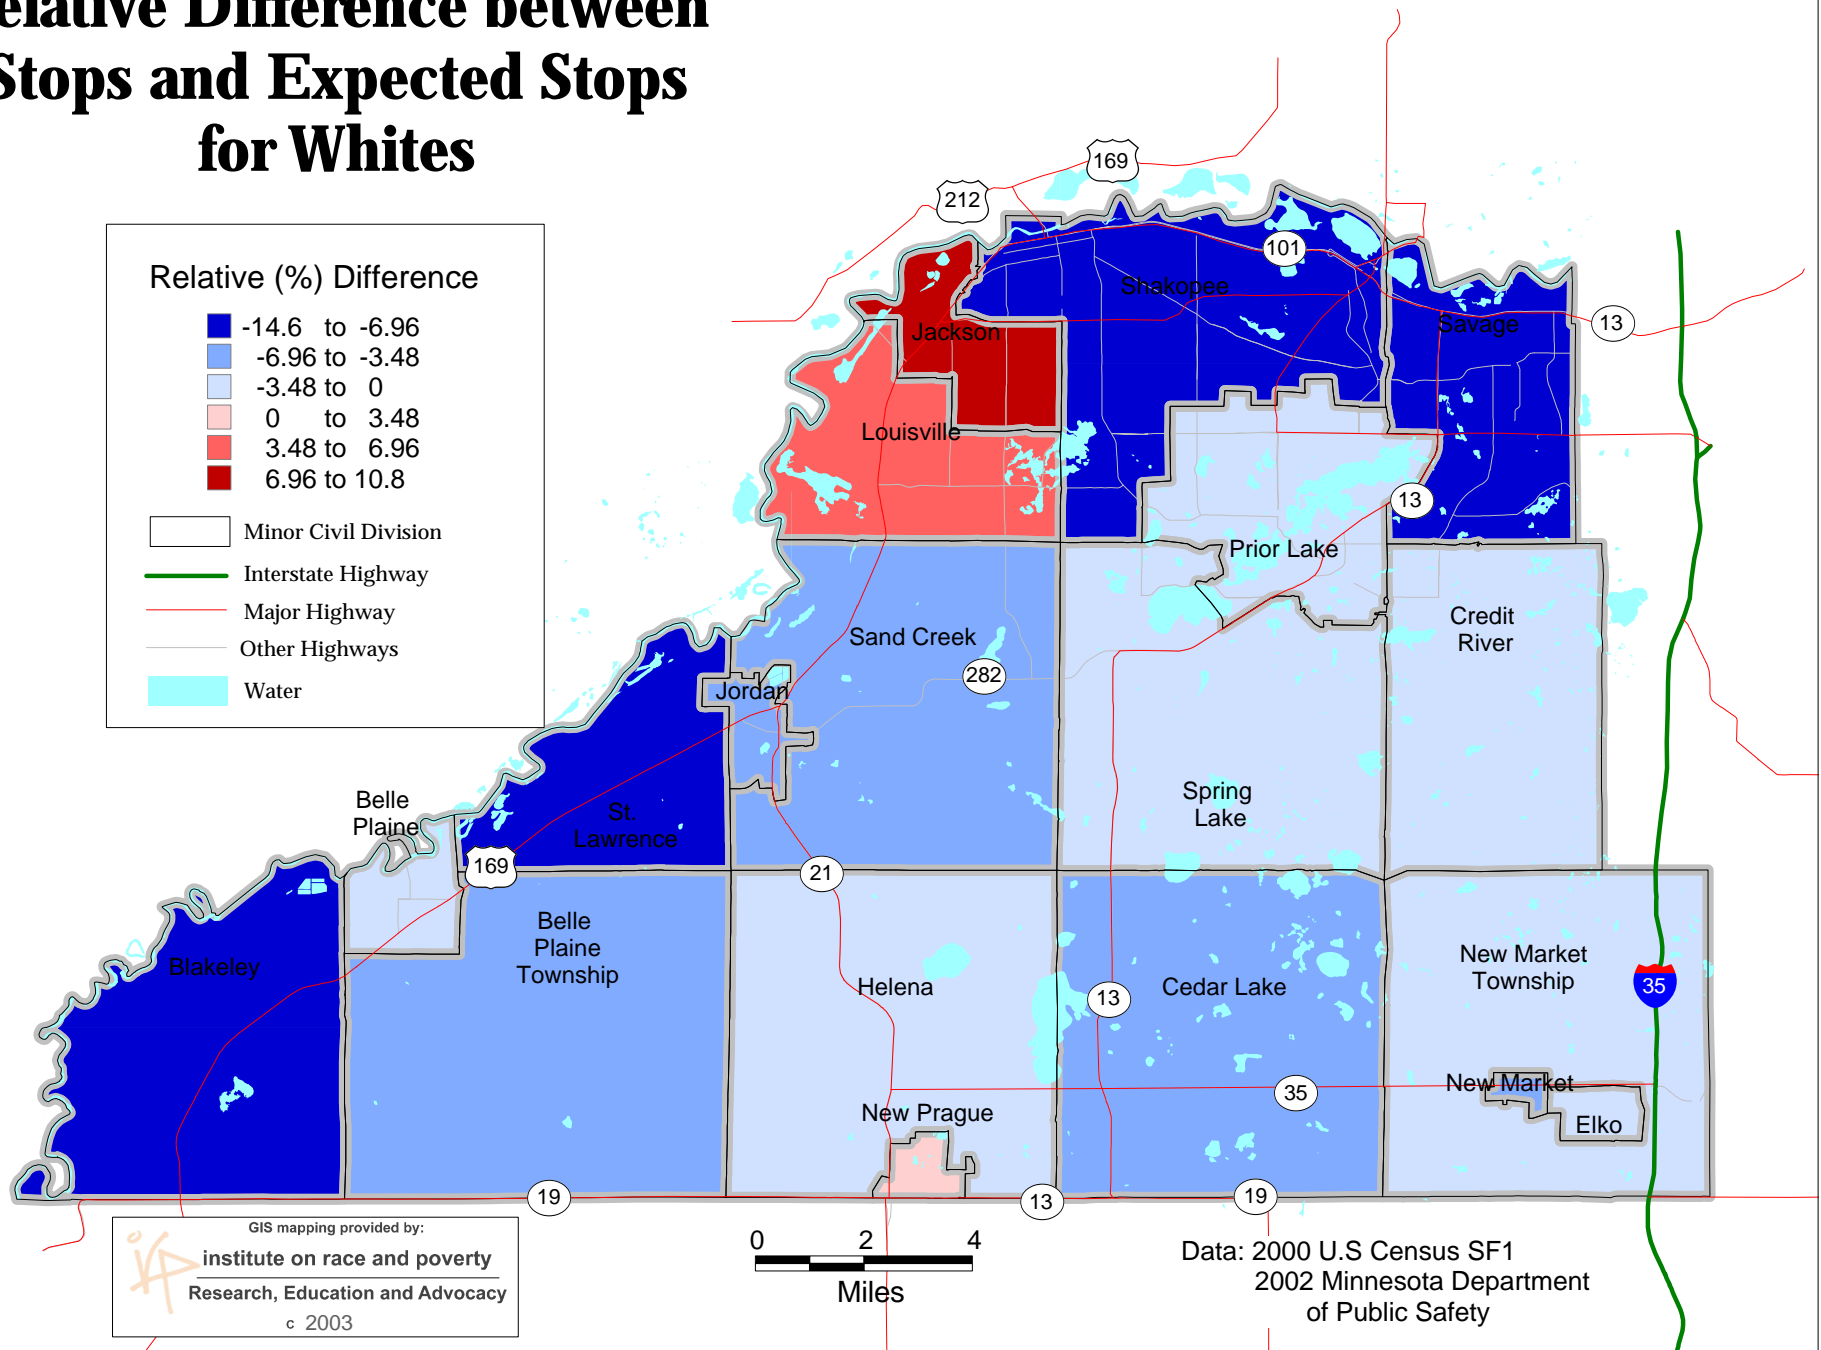 elative Difference between
Stops and Expected Stops
for Whites
Relative (%) Difference
-14.6 to -6.96
-6.96 to -3.48
-3.48 to 0
0 to 3.48
3.48 to 6.96
6.96 to 10.8
Minor Civil Division
Interstate Highway
Major Highway
Other Highways
Water
169
212
101
Shakopee
Jackson
Savage
13
Louisville
13
Prior Lake
Sand Creek
Credit
River
282
Jordan
Belle
Plaine
St.
Lawrence
Spring
Lake
169
21
Belle
Plaine
Township
Blakeley
Helena
13
Cedar Lake
New Market
Township
35
New Market
35
New Prague
Elko
19
13
19
GIS mapping provided by:
institute on race and poverty
Research, Education and Advocacy
c 2003
irp
0 2 4
Miles
Data: 2000 U.S Census SF1
2002 Minnesota Department
of Public Safety